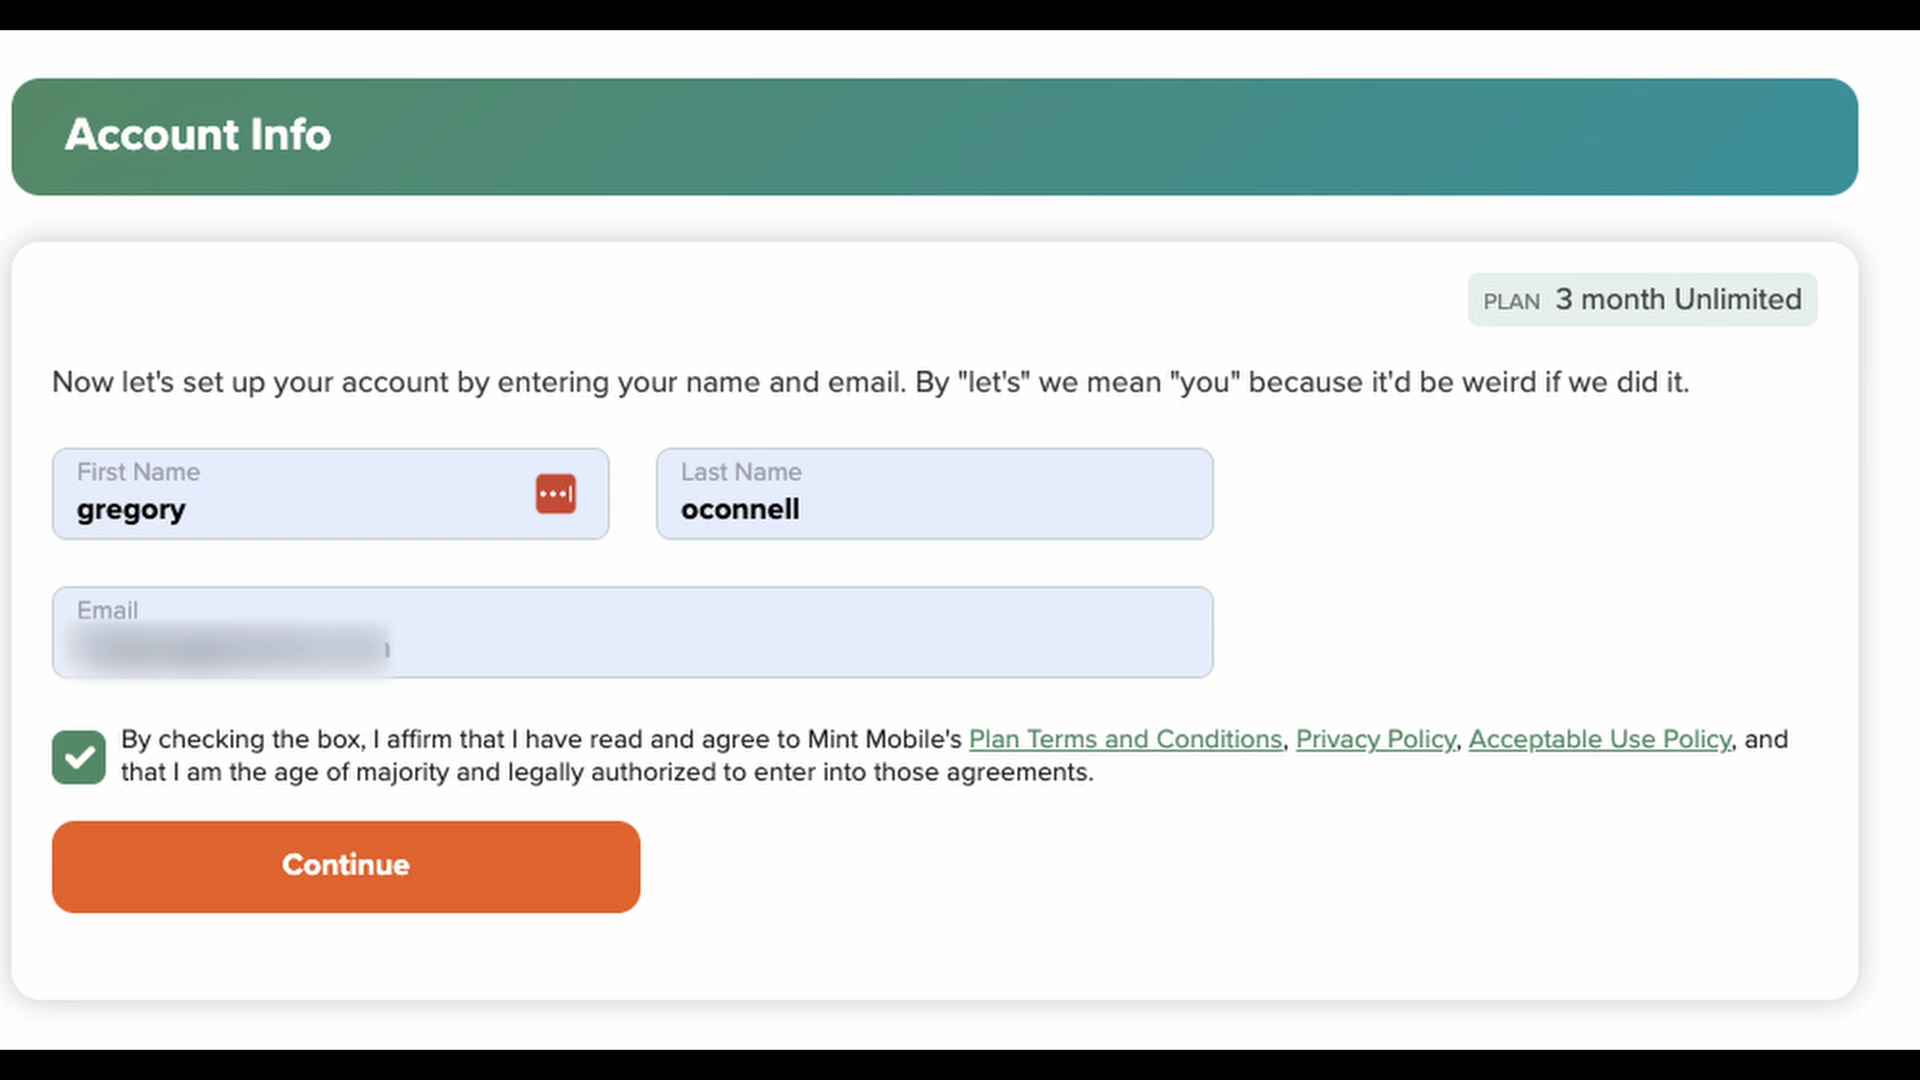 Account Info
PLAN 3 month Unlimited
Now let's set up your account by entering your name and email. By "let's" we mean "you" because it'd be weird if we did it.
First Name
Last Name
gregory
oconnell
Email
By checking the box, I affirm that I have read and agree to Mint Mobile's Plan Terms and Conditions, Privacy Policy, Acceptable Use Policy, and
that I am the age of majority and legally authorized to enter into those agreements.
Continue